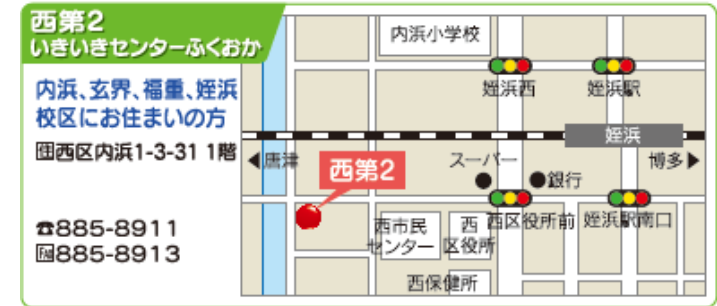 西第2
いきいきセンターふくおか
内浜、玄界、福重、姪浜
校区にお住まいの方
住西区内浜1-3-31 1階
☎885-8911
FAX885-8913
内浜小学校
姪浜西
姪浜駅
姪浜
◀唐津
スーパー
博多▶
西第2
●銀行
西市民
センター
西
区役所
西区役所前
姪浜駅南口
西保健所